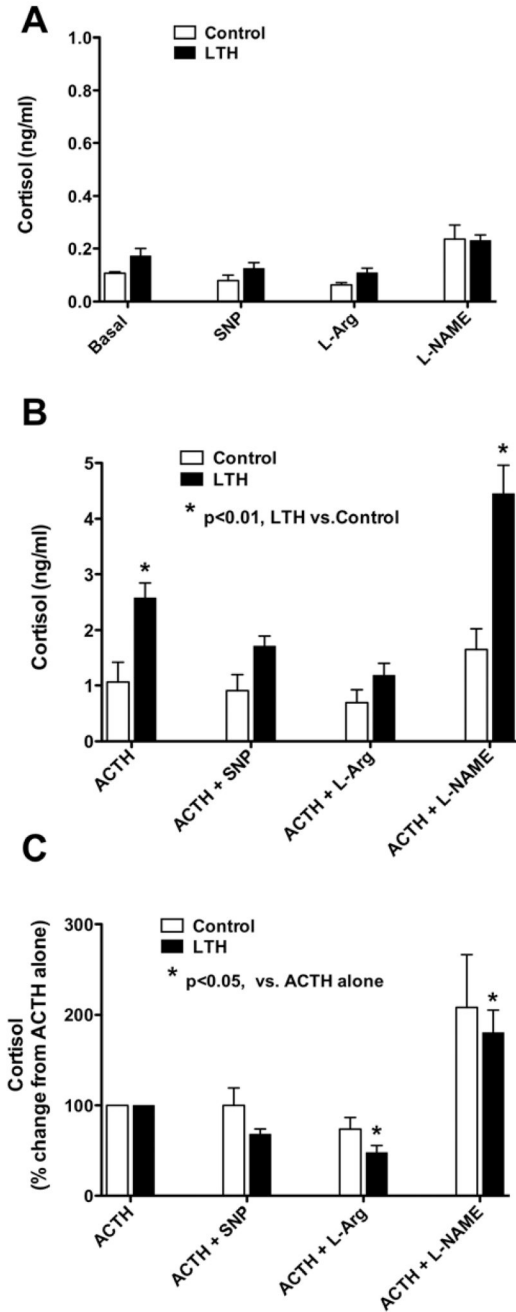 A
Control
LTH
Cortisol (ng/ml)
1.0
0.8
0.6
0.4
0.2
0.0
Basal
SNP
L-Arg
L-NAME
B
Control
LTH
* p<0.01, LTH vs.Control
Cortisol (ng/ml)
5
4
3
2
1
0
*
*
ACTH
ACTH + SNP
ACTH + L-Arg
ACTH + L-NAME
C
Control
LTH
* p<0.05, vs. ACTH alone
Cortisol
(% change from ACTH alone)
300
200
100
0
*
*
ACTH
ACTH + SNP
ACTH + L-Arg
ACTH + L-NAME